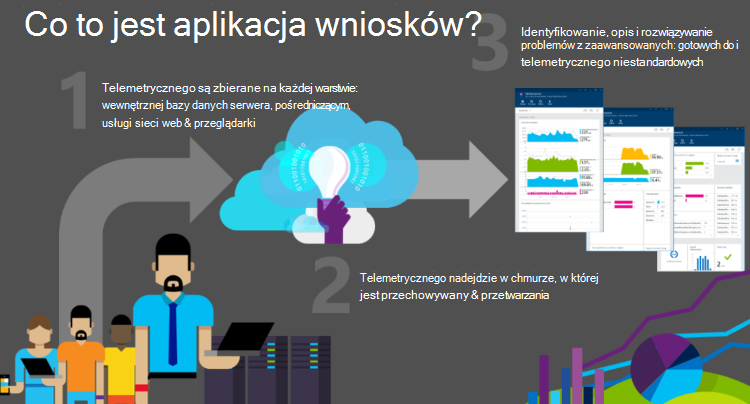 Co to jest aplikacja wniosków?
1
Telemetrycznego są zbierane na każdej warstwie:
wewnętrznej bazy danych serwera, pośredniczącym,
usługi sieci web & przeglądarki
2
Telemetrycznego nadejdzie w chmurze, w której
jest przechowywany & przetwarzania
3
Identyfikowanie, opis i rozwiązywanie
problemów z zaawansowanych: gotowych do i
telemetrycznego niestandardowych